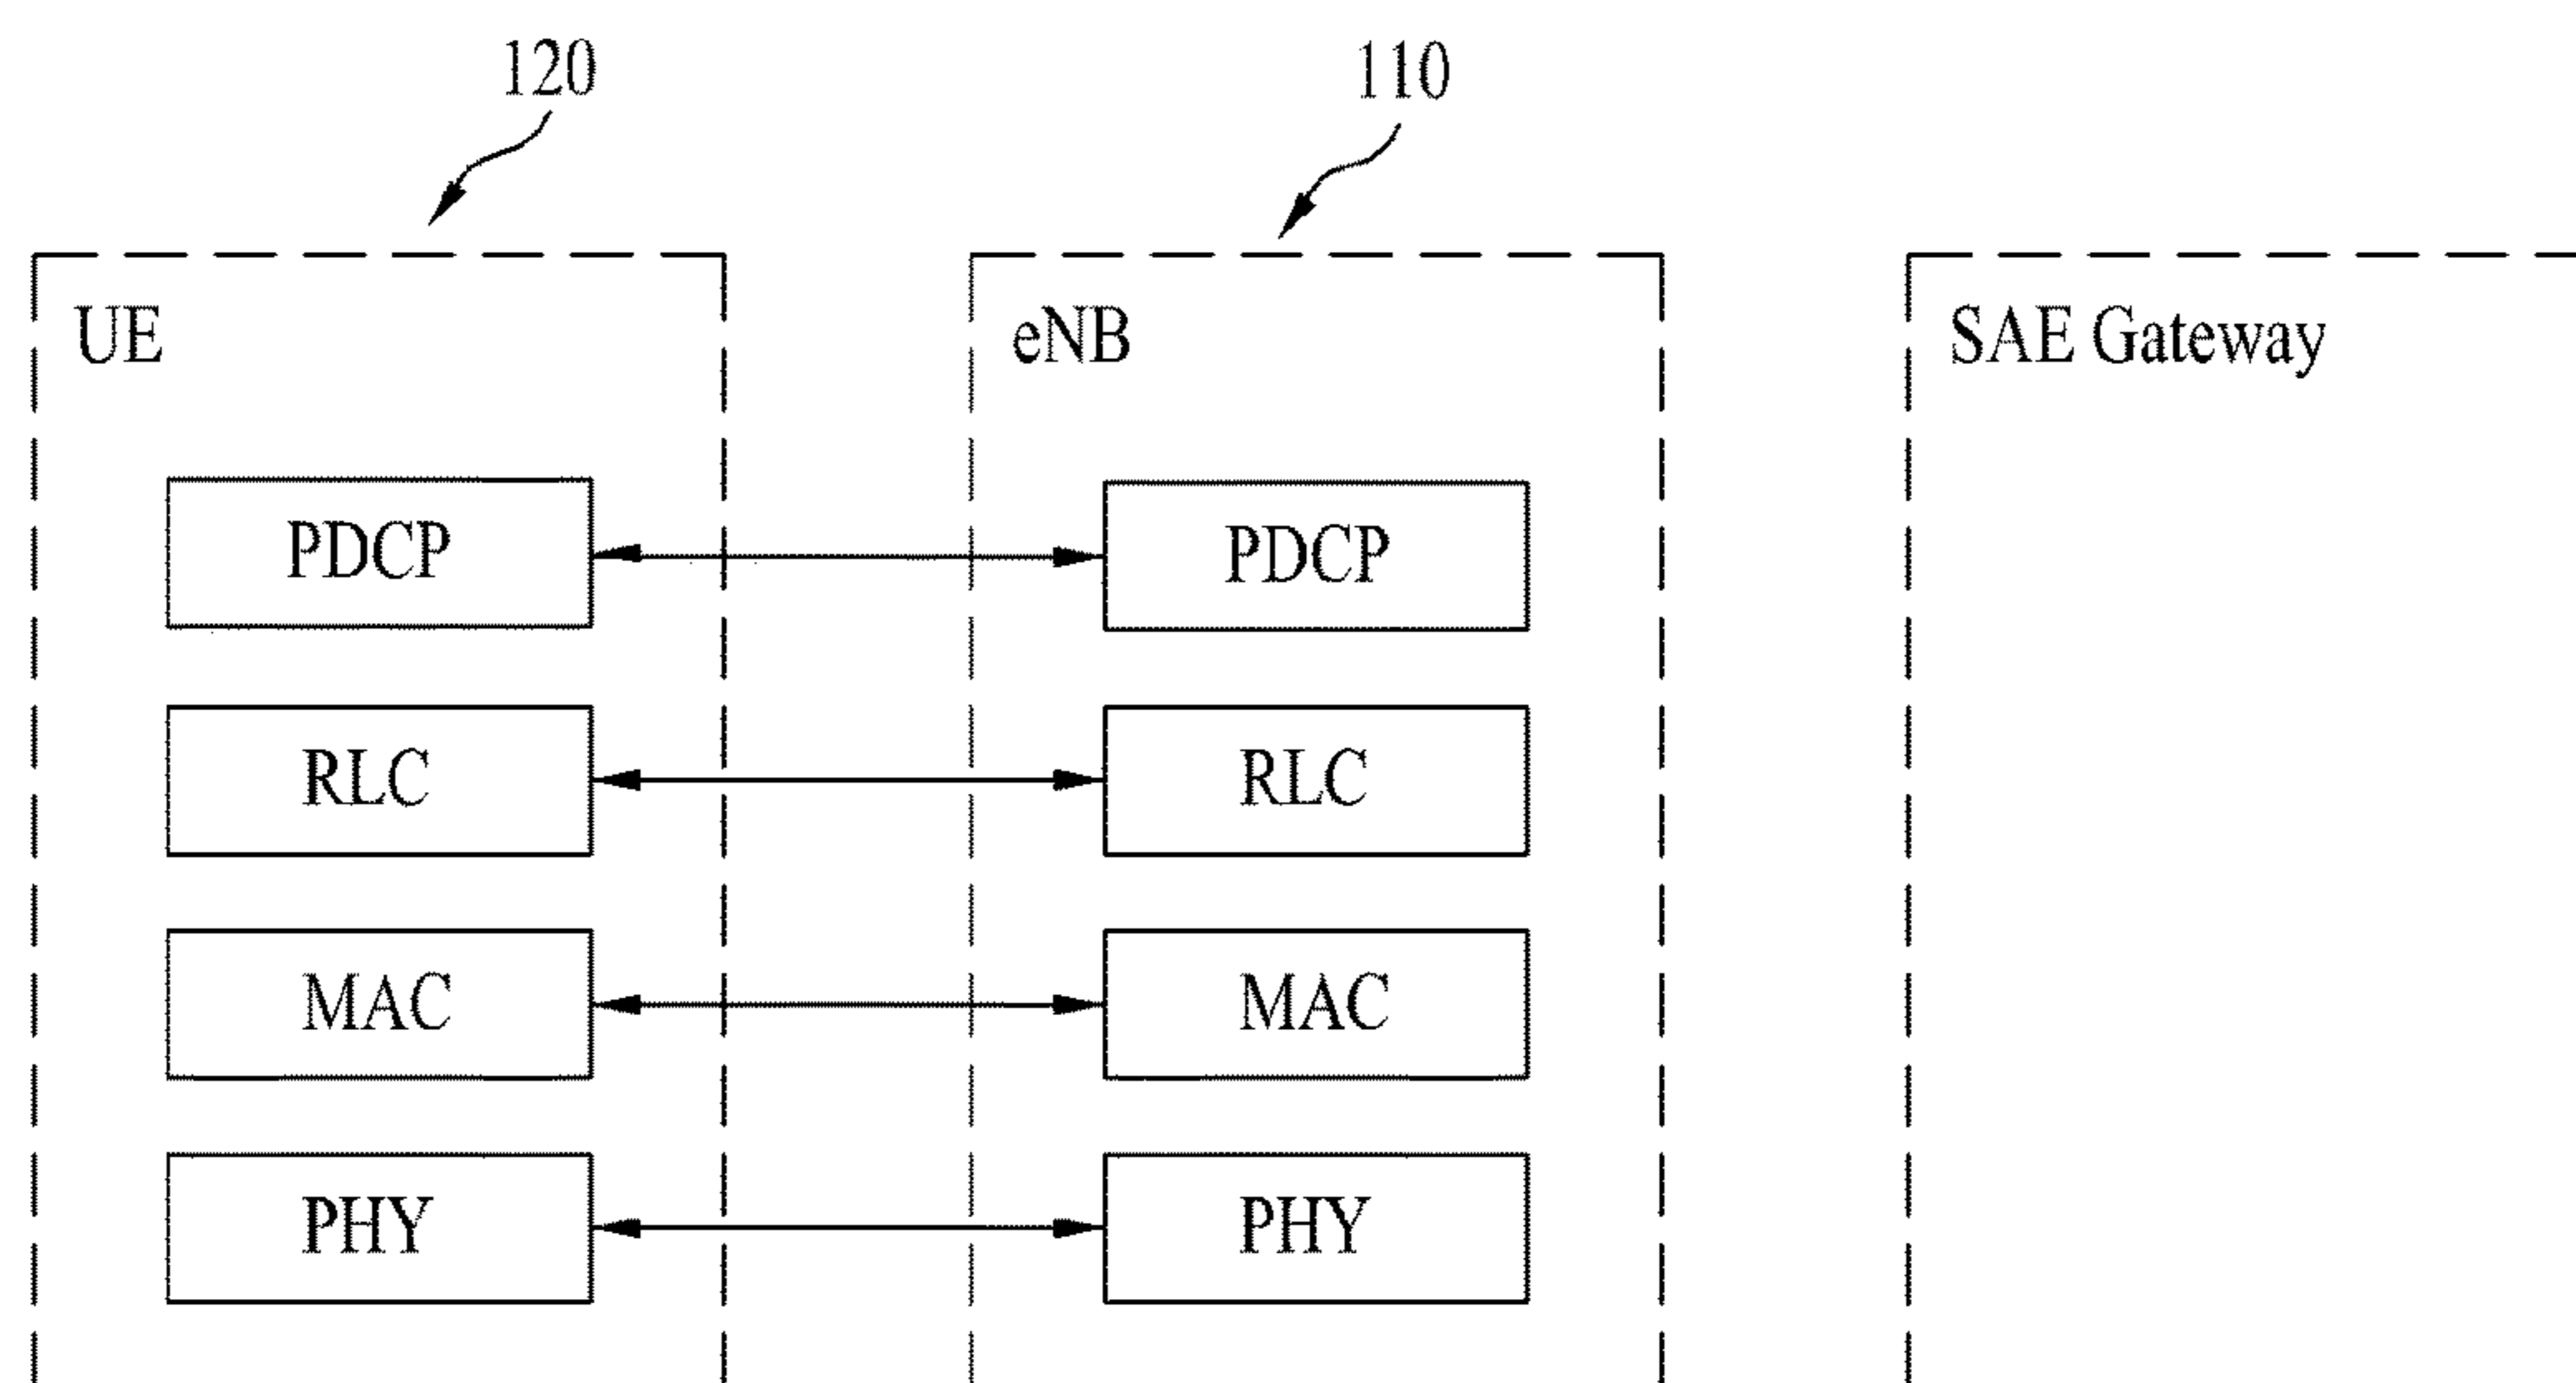 120
110
UE
eNB
SAE Gateway
PDCP
PDCP
RLC
RLC
MAC
MAC
PHY
PHY